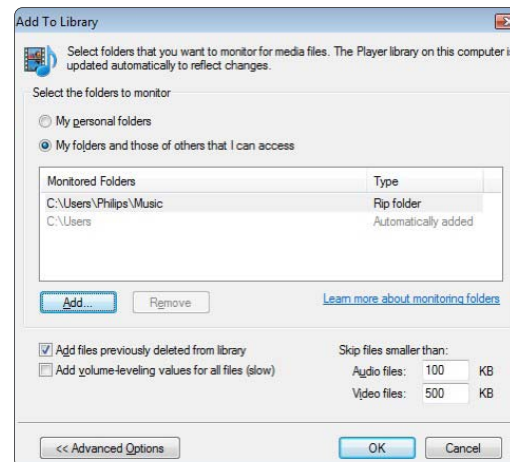 Add To Library
Select folders that you want to monitor for media files. The Player library on this computer i
updated automatically to reflect changes.
Select the folders to monitor
My personal folders
My folders and those of others that I can access
Monitored Folders Type
C:\Users\Philips\Music Rip folder
C:\Users Automatically added
Add... Remove Learn more about monitoring folders
Add files previously deleted from library Skip files smaller than:
Add volume-leveling values for all files (slow) Audio files: 100 KB
Video files: 500 KB
<< Advanced Options OK Cancel